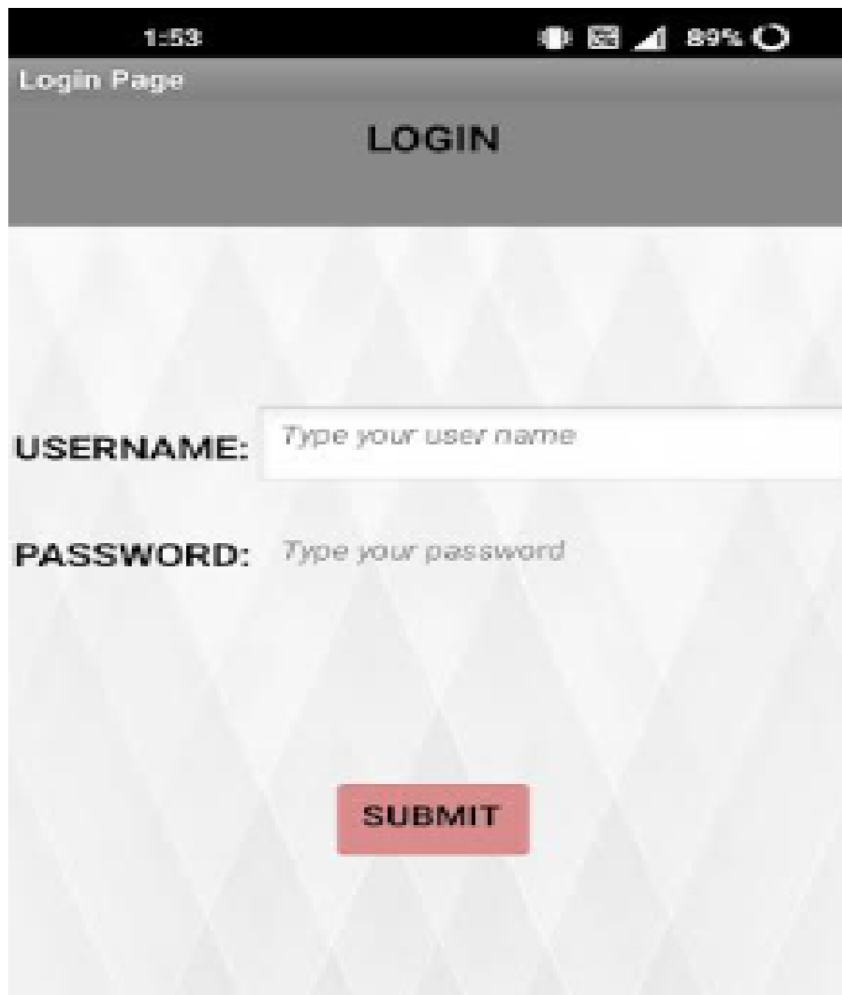 1:53 89%
Login Page
LOGIN
USERNAME: Type your user name
PASSWORD: Type your password
SUBMIT